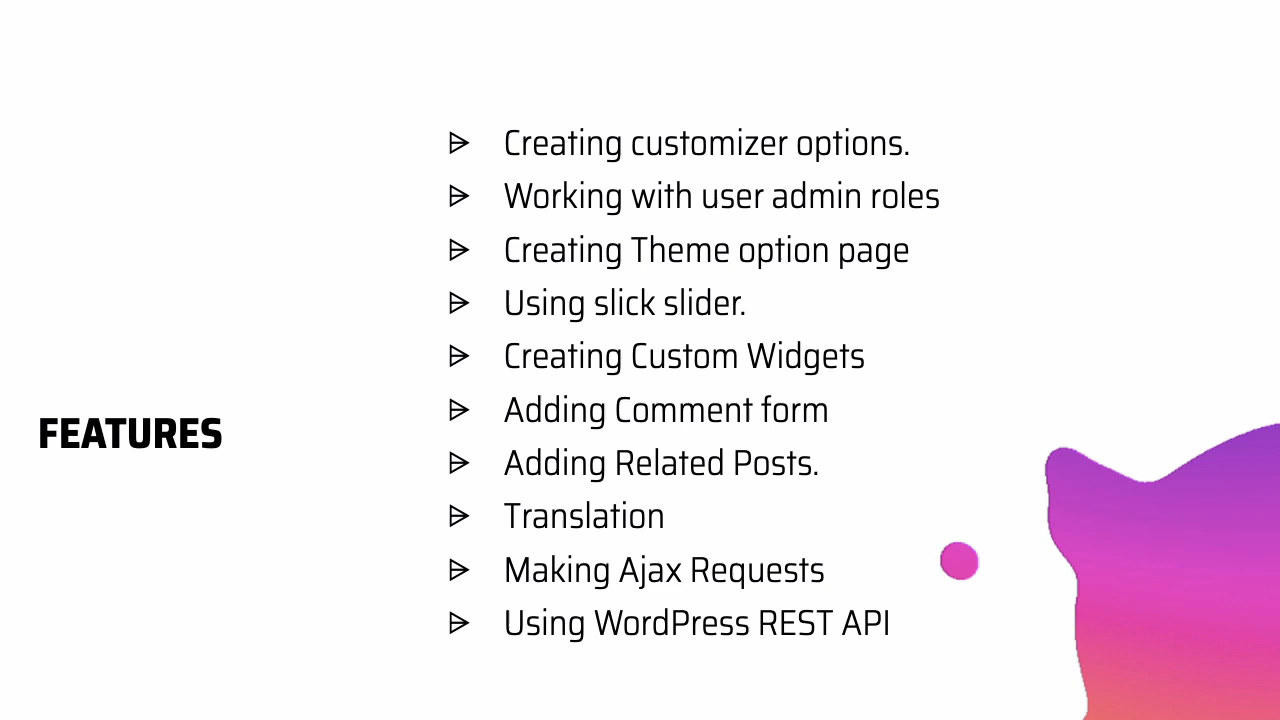 FEATURES
Creating customizer options.
Working with user admin roles
Creating Theme option page
Using slick slider.
Creating Custom Widgets
Adding Comment form
Adding Related Posts.
Translation
Making Ajax Requests
Using WordPress REST API